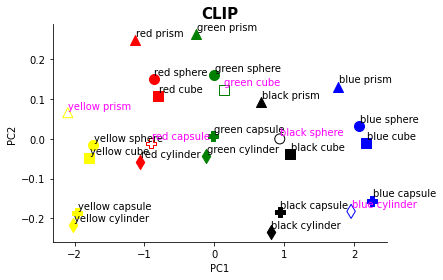 CLIP
red prism
green prism
red sphere
green sphere
red cube
green cube
blue prism
black prism
yellow prism
blue sphere
green capsule
red capsule
black sphere
blue cube
yellow sphere
yellow cube
red cylinder
green cylinder
black cube
blue capsule
yellow capsule
black capsule
blue cylinder
yellow cylinder
black cylinder
PC2
0.2
0.1
0.0
−0.1
−0.2
−2
−1
0
1
2
PC1